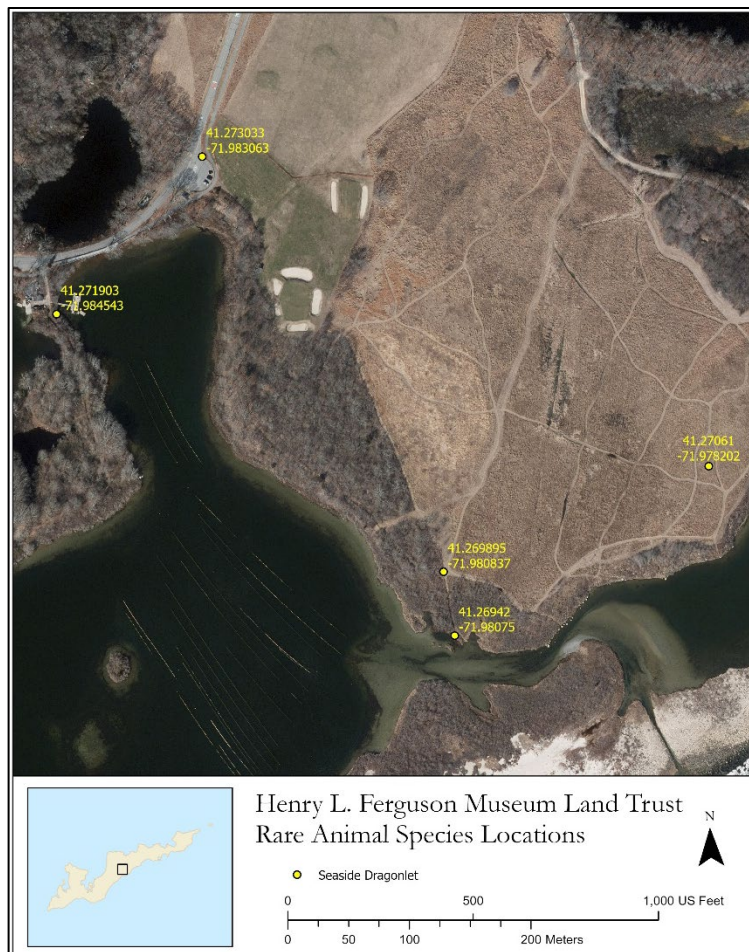 41.273033
-71.983063
41.271903
-71.984543
41.27061
-71.978202
41.269895
-71.980837
41.26942
-71.98075
Henry L. Ferguson Museum Land Trust
Rare Animal Species Locations
N
Seaside Dragonlet
0 500 1,000 US Feet
0 50 100 200 Meters